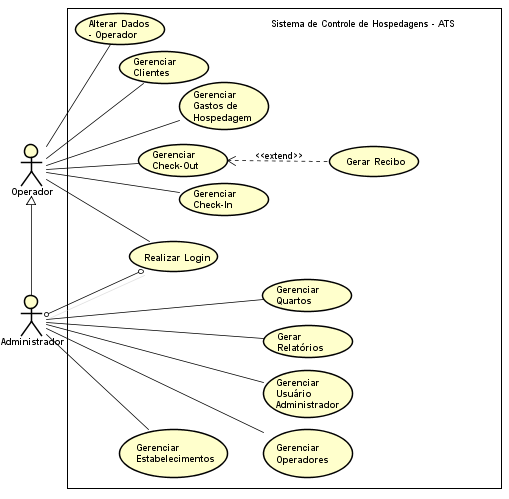 Sistema de Controle de Hospedagens - ATS
Alterar Dados
- Operador
Gerenciar
Clientes
Gerenciar
Gastos de
Hospedagem
Gerenciar
Check-Out
<<extend>>
Gerar Recibo
Operador
Gerenciar
Check-In
Realizar Login
Gerenciar
Quartos
Administrador
Gerar
Relatórios
Gerenciar
Usuário
Administrador
Gerenciar
Estabelecimentos
Gerenciar
Operadores